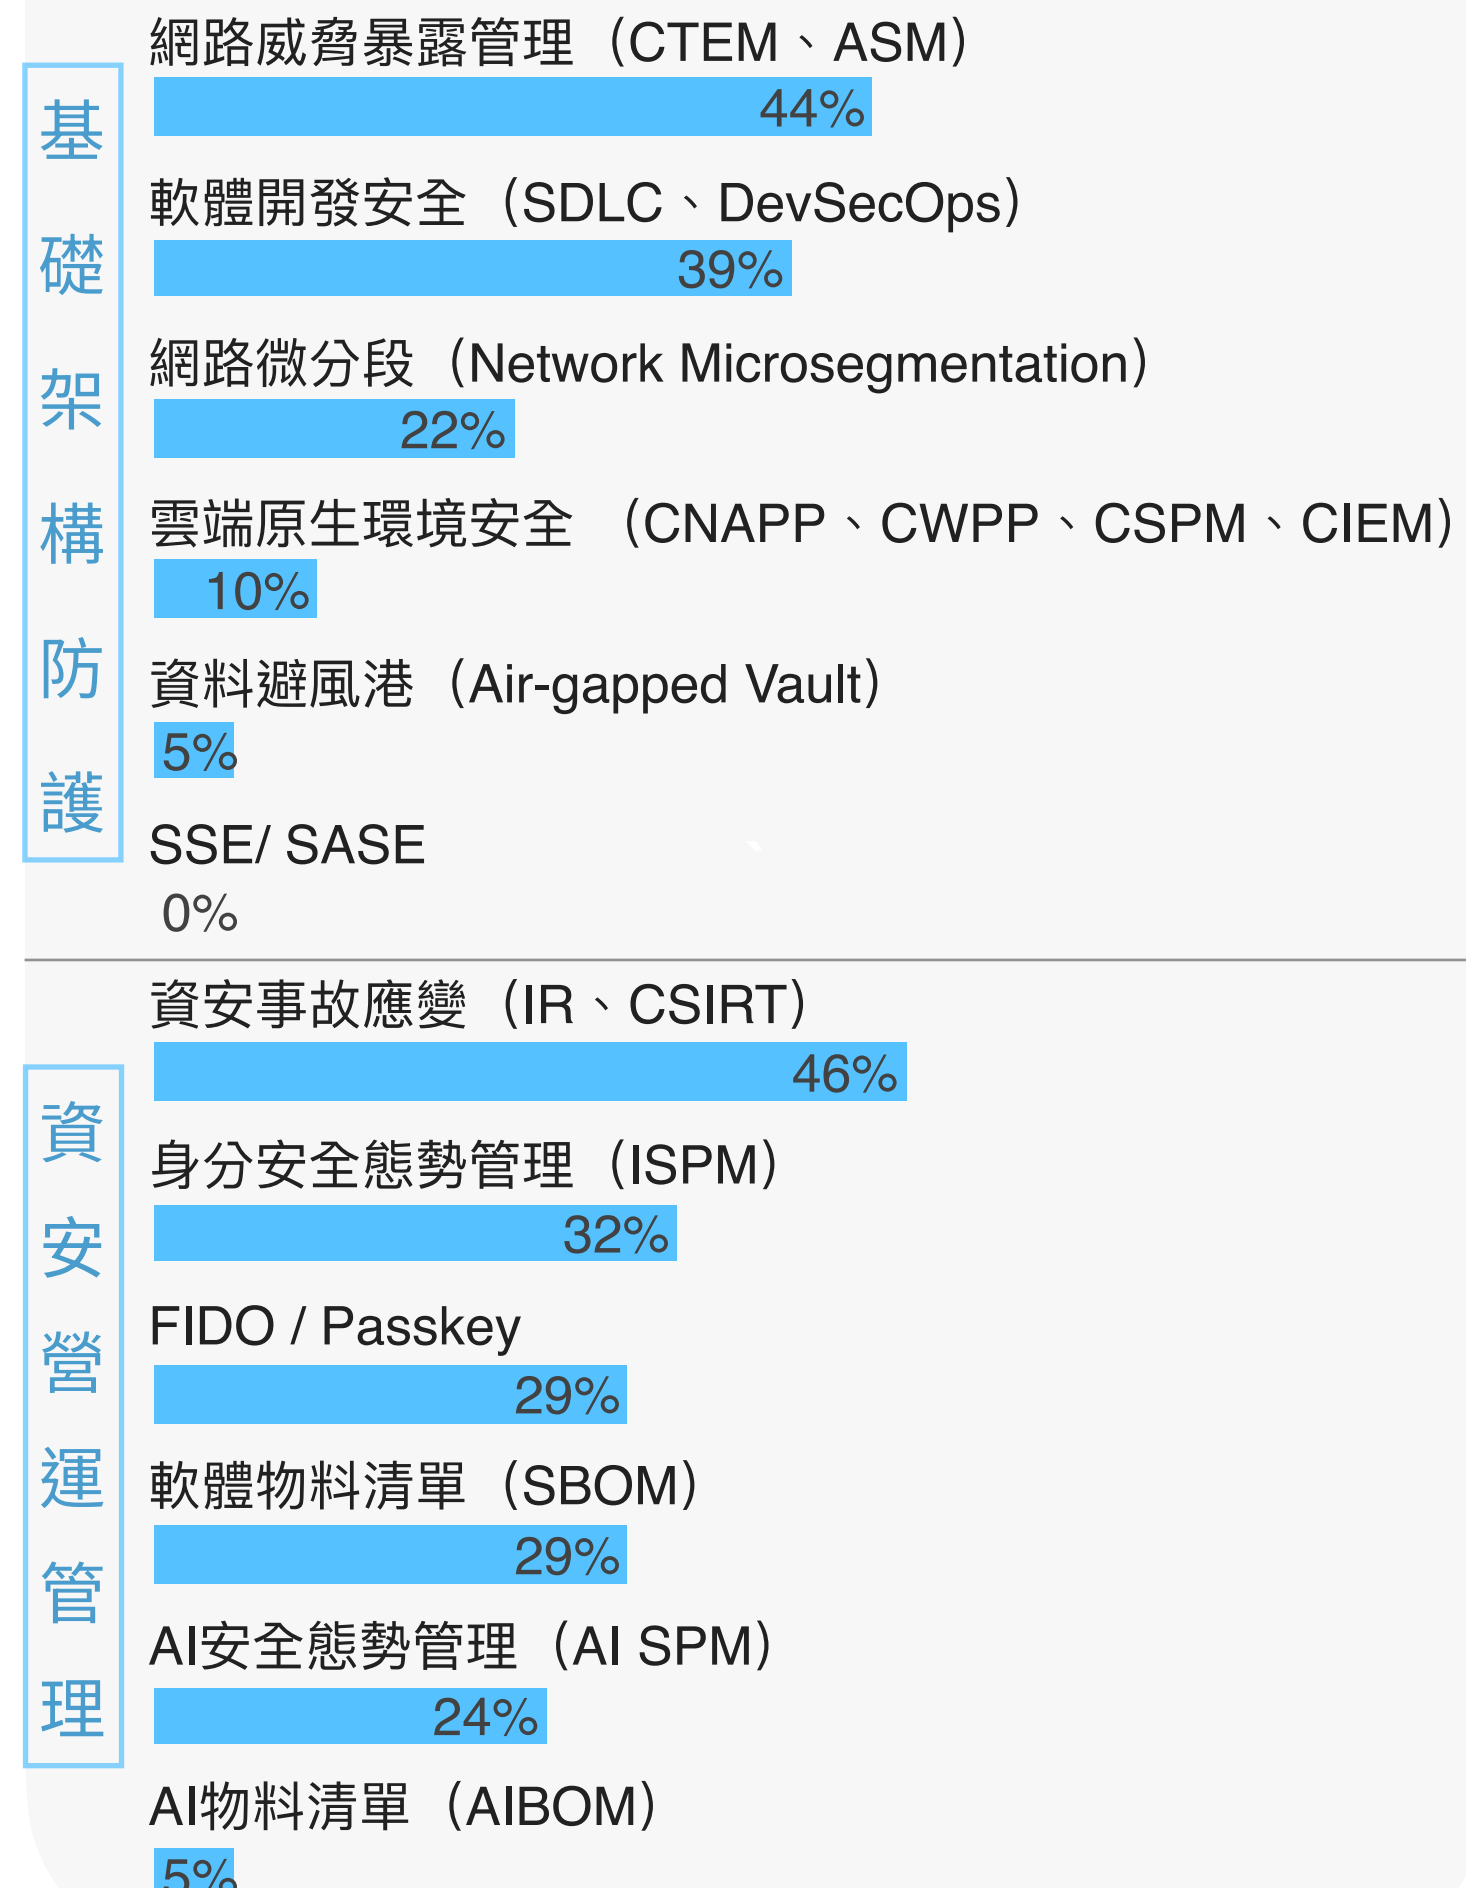 基礎架構防護
網路威脅暴露管理（CTEM、ASM）
44%
軟體開發安全（SDLC、DevSecOps）
39%
網路微分段（Network Microsegmentation）
22%
雲端原生環境安全 （CNAPP、CWPP、CSPM、CIEM）
10%
資料避風港（Air-gapped Vault）
5%
SSE/ SASE
0%
資安營運管理
資安事故應變（IR、CSIRT）
46%
身分安全態勢管理（ISPM）
32%
FIDO / Passkey
29%
軟體物料清單（SBOM）
29%
AI安全態勢管理（AI SPM）
24%
AI物料清單（AIBOM）
5%